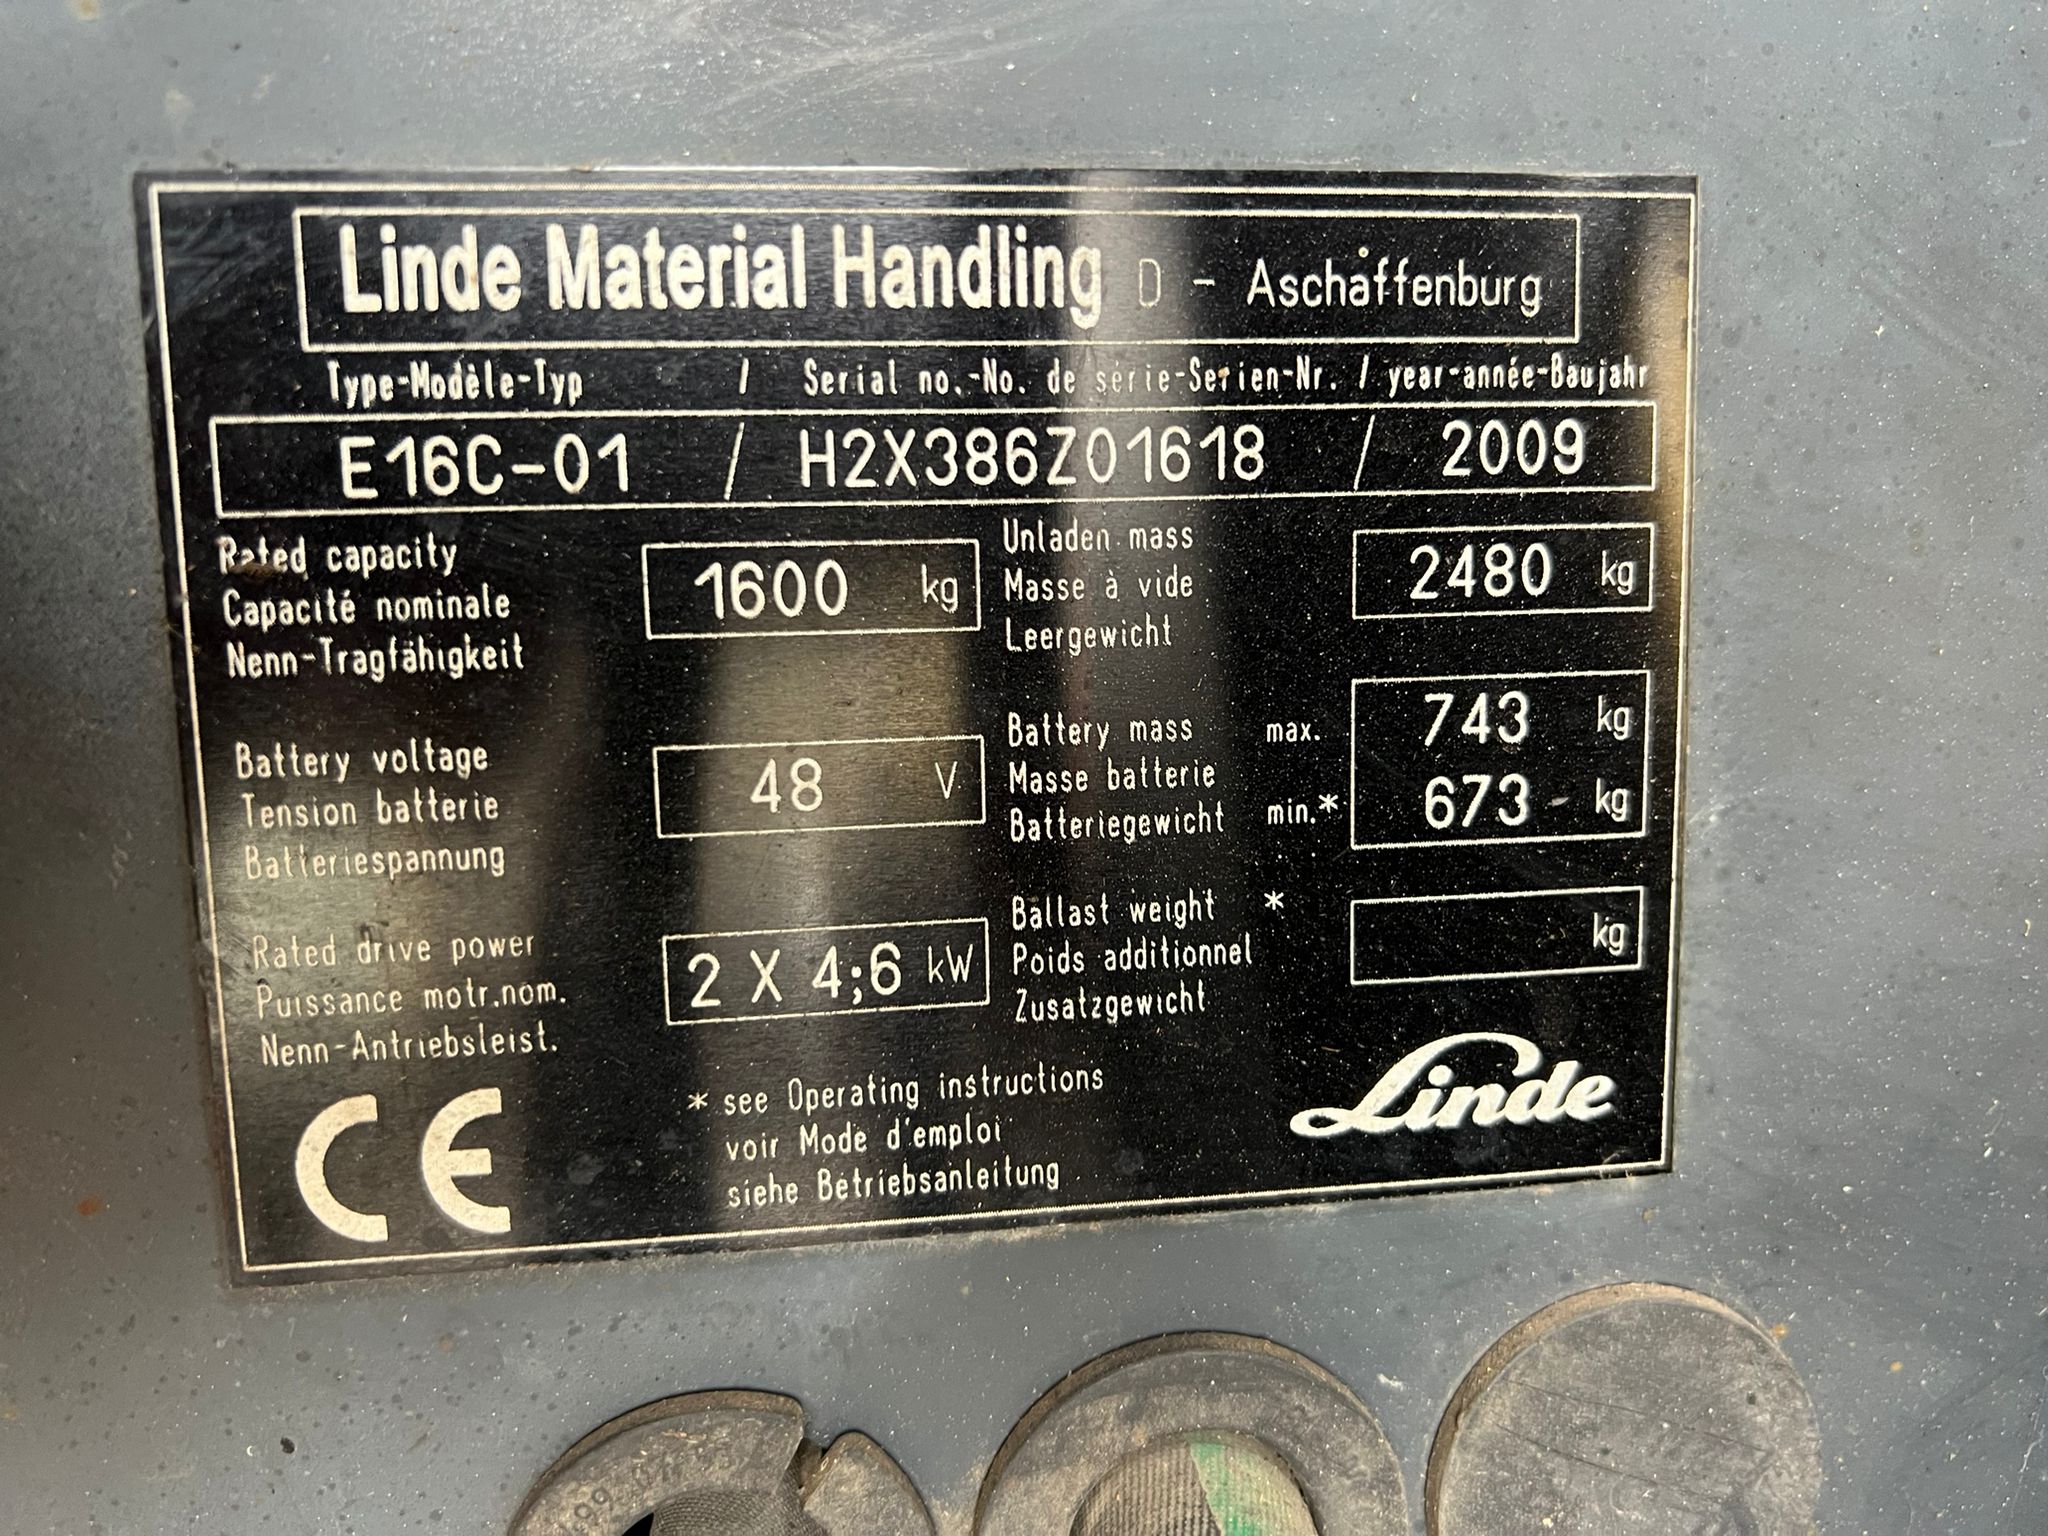 Linde Material Handling D - Aschaffenburg
Type-Modèle-Typ / Serial no.-No. de série-Serien-Nr. / year-année-Baujahr
E16C-01 / H2X386Z01618 / 2009
Rated capacity
Capacité nominale
Nenn-Tragfähigkeit
1600 kg
Unladen mass
Masse à vide
Leergewicht
2480 kg
Battery voltage
Tension batterie
Batteriespannung
48 V
Battery mass max. 743 kg
Masse batterie
Batteriegewicht min.* 673 kg
Rated drive power
Puissance motr.nom.
Nenn-Antriebsleist.
2 X 4;6 kW
Ballast weight *
Poids additionnel
Zusatzgewicht
kg
CE
* see Operating instructions
voir Mode d'emploi
siehe Betriebsanleitung
Linde